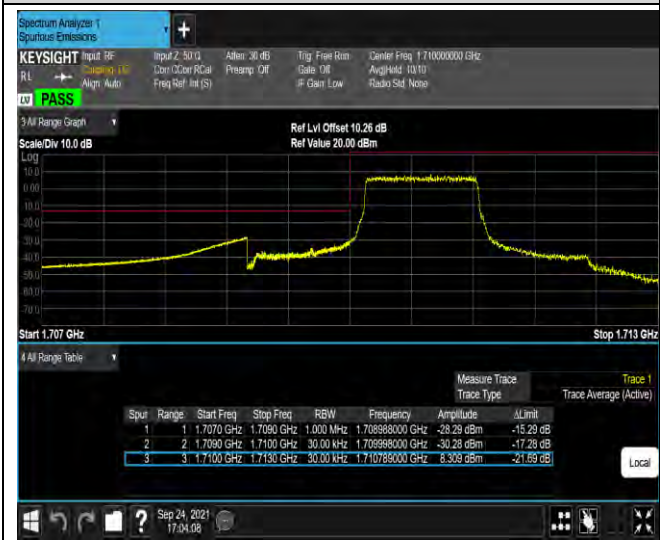 Spectrum Analyzer 1
Spurious Emissions
+
KEYSIGHT Input: RF Input Z: 50 Ω Atten: 30 dB Trig: Free Run Center Freq: 1.710000000 GHz
RL Coupling: DC Corr CCorr RCal Preamp: Off Gate: Off Avg|Hold: 10/10
Align: Auto Freq Ref: Int (S) IF Gain: Low Radio Std: None
LXI PASS
3 All Range Graph
Ref Lvl Offset 10.26 dB
Scale/Div 10.0 dB Ref Value 20.00 dBm
Log
10.0
0.00
-10.0
-20.0
-30.0
-40.0
-50.0
-60.0
-70.0
Start 1.707 GHz Stop 1.713 GHz
4 All Range Table
Measure Trace Trace 1
Trace Type Trace Average (Active)
Spur Range Start Freq Stop Freq RBW Frequency Amplitude ΔLimit
1 1 1.7070 GHz 1.7090 GHz 1.000 MHz 1.708988000 GHz -28.29 dBm -15.29 dB
2 2 1.7090 GHz 1.7100 GHz 30.00 kHz 1.709998000 GHz -30.28 dBm -17.28 dB
3 3 1.7100 GHz 1.7130 GHz 30.00 kHz 1.710789000 GHz 8.309 dBm -21.69 dB
Local
? Sep 24, 2021
17:04:08